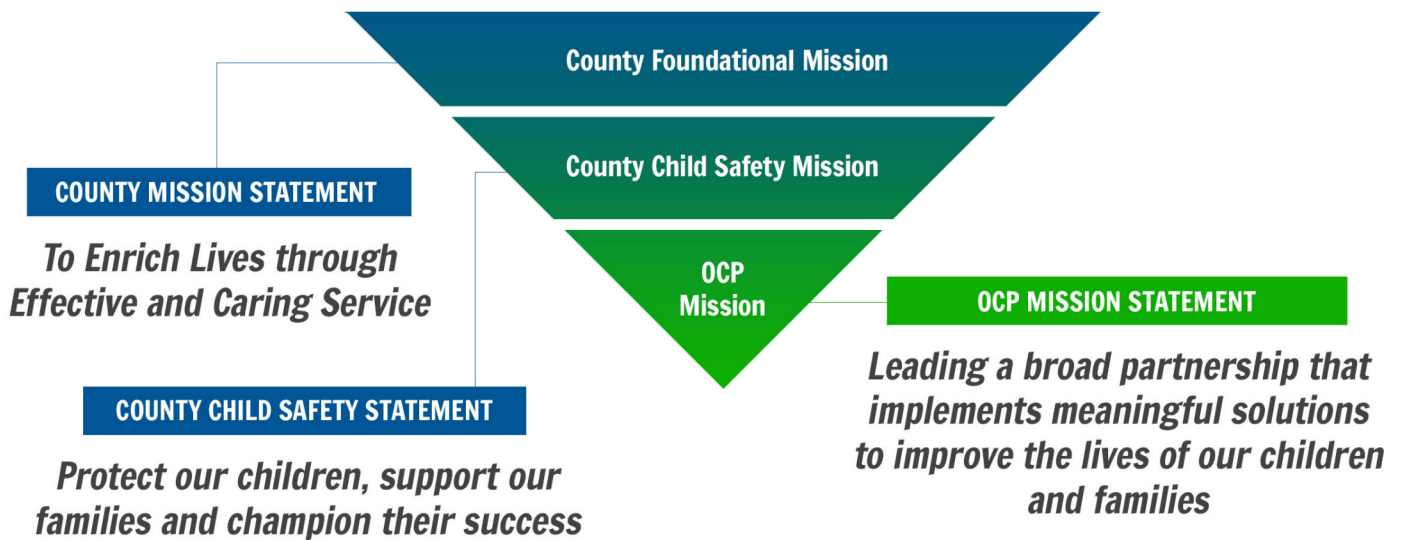 County Foundational Mission
County Child Safety Mission
OCP
Mission
COUNTY MISSION STATEMENT
To Enrich Lives through
Effective and Caring Service
COUNTY CHILD SAFETY STATEMENT
Protect our children, support our
families and champion their success
OCP MISSION STATEMENT
Leading a broad partnership that
implements meaningful solutions
to improve the lives of our children
and families